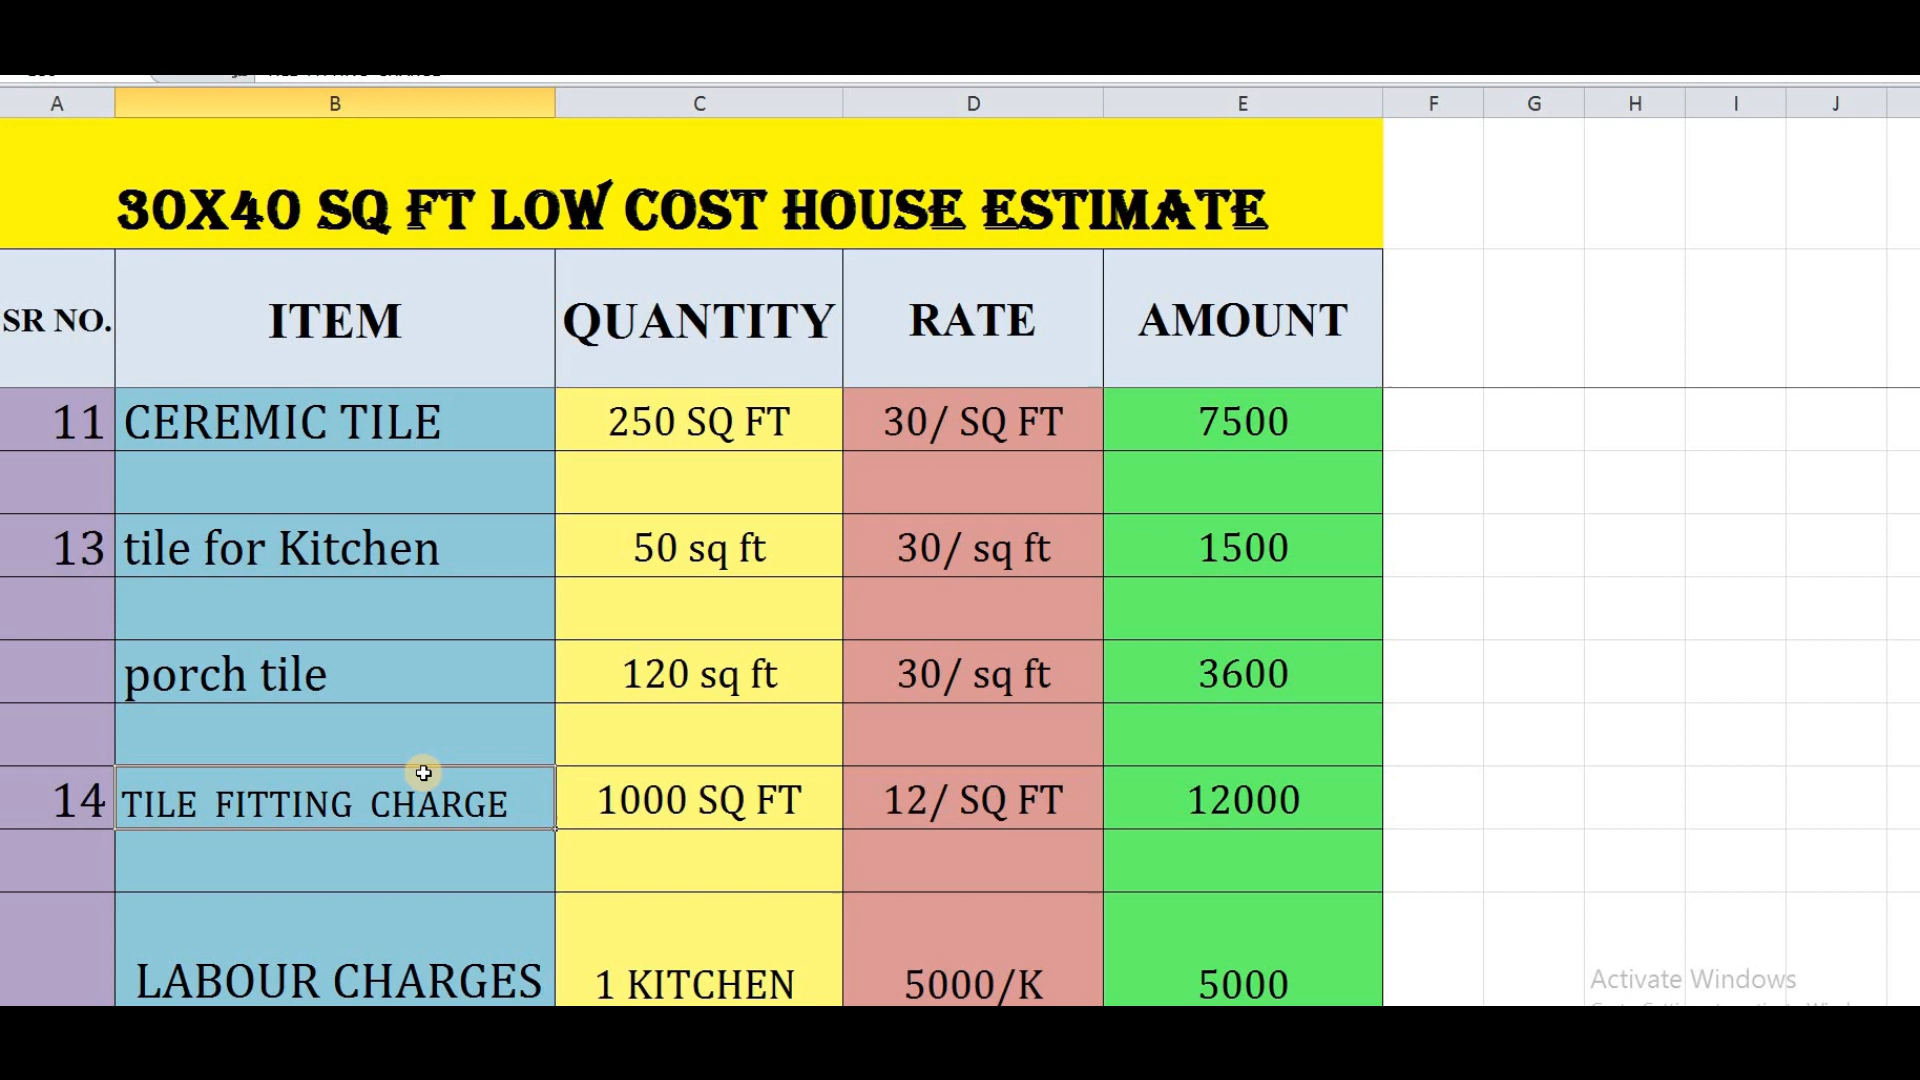 A B C D E F G H I J
30X40 SQ FT LOW COST HOUSE ESTIMATE
SR NO. ITEM QUANTITY RATE AMOUNT
11 CEREMIC TILE 250 SQ FT 30/ SQ FT 7500
13 tile for Kitchen 50 sq ft 30/ sq ft 1500
porch tile 120 sq ft 30/ sq ft 3600
14 TILE FITTING CHARGE 1000 SQ FT 12/ SQ FT 12000
LABOUR CHARGES 1 KITCHEN 5000/K 5000
Activate Windows